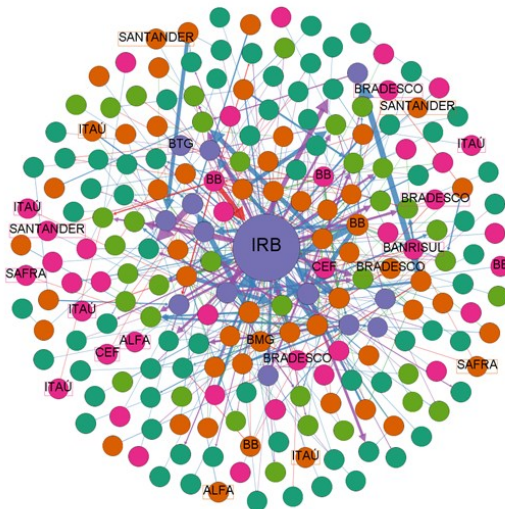 SANTANDER
BRADESCO
SANTANDER
ITAÚ
BTG
ITAÚ
BB
BB
BRADESCO
ITAÚ
SANTANDER
BB
IRB
BANRISUL
SAFRA
CEF
BRADESCO
BB
ITAÚ
ALFA
BMG
CEF
BRADESCO
SAFRA
ITAÚ
BB
ITAÚ
ALFA